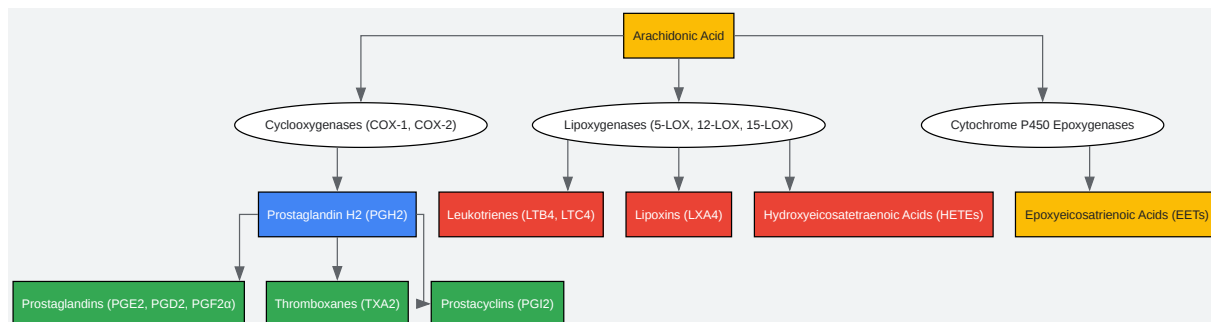 Arachidonic Acid
Cyclooxygenases (COX-1, COX-2)
Lipoxygenases (5-LOX, 12-LOX, 15-LOX)
Cytochrome P450 Epoxygenases
Prostaglandin H2 (PGH2)
Leukotrienes (LTB4, LTC4)
Lipoxins (LXA4)
Hydroxyeicosatetraenoic Acids (HETEs)
Epoxyeicosatrienoic Acids (EETs)
Prostaglandins (PGE2, PGD2, PGF2α)
Thromboxanes (TXA2)
Prostacyclins (PGI2)